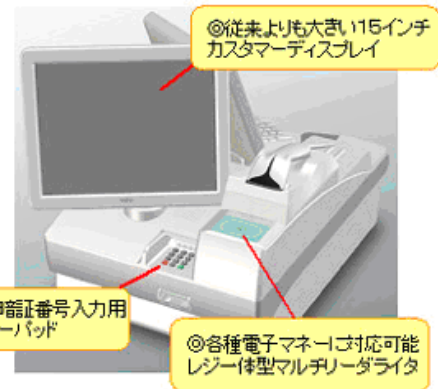 ◎従来よりも大きい15インチ
カスタマーディスプレイ
暗証番号入力用
ーパッド
◎各種電子マネーに対応可能
レジ一体型マルチリーダライタ